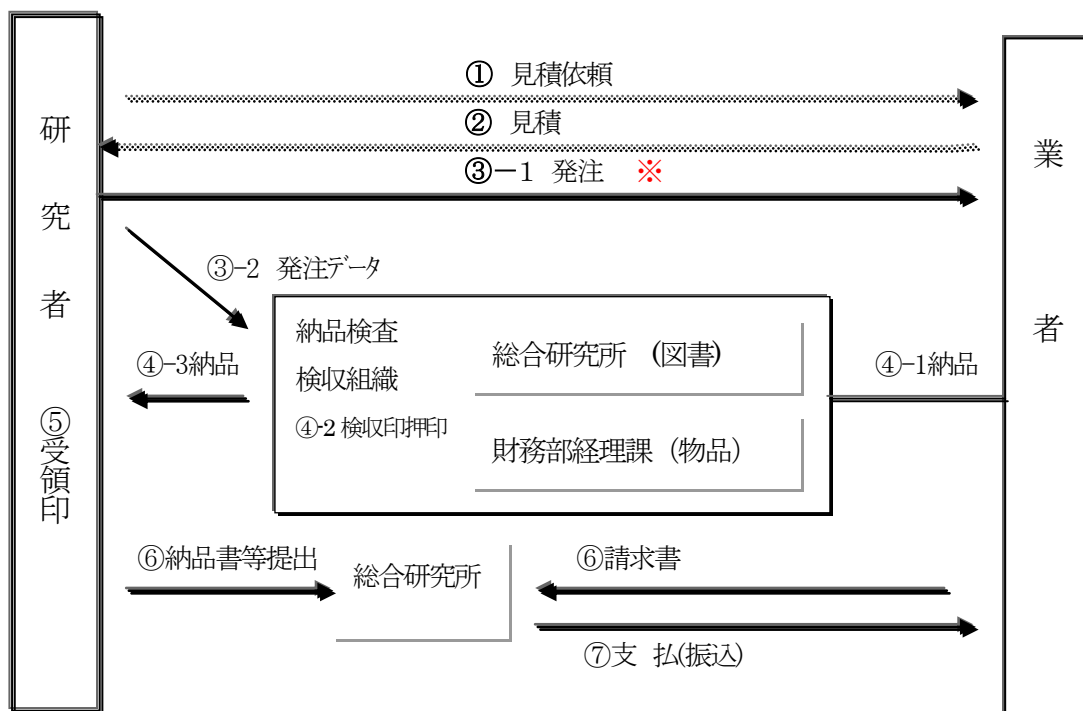 ① 見積依頼
② 見積
③－1 発注 ※
研究者
業者
③-2 発注ﾃﾞｰﾀ
納品検査
検収組織
④-2 検収印押印
総合研究所 (図書)
財務部経理課 (物品)
④-3納品
④-1納品
⑤受領印
⑥納品書等提出
総合研究所
⑥請求書
⑦支 払(振込)